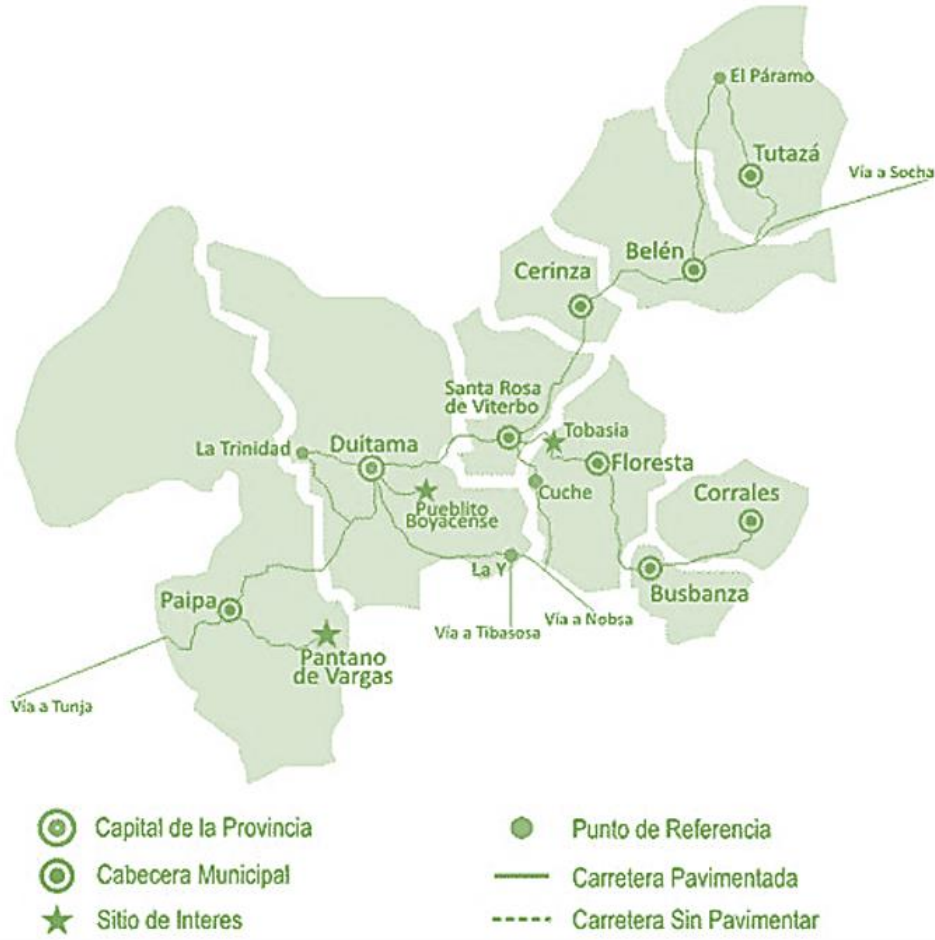 El Páramo
Tutazá
Vía a Socha
Belén
Cerinza
Santa Rosa
de Viterbo
Tobasia
La Trinidad
Duítama
Floresta
Cuche
Pueblito
Boyacense
Corrales
La Y
Busbanza
Paipa
Vía a Tibasosa
Vía a Nobsa
Pantano
de Vargas
Vía a Tunja
Capital de la Provincia
Cabecera Municipal
Sitio de Interes
Punto de Referencia
Carretera Pavimentada
Carretera Sin Pavimentar